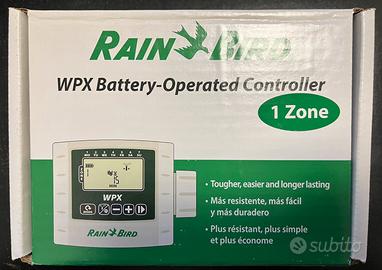 RAIN BIRD
WPX Battery-Operated Controller
1 Zone
WPX
RAIN BIRD
• Tougher, easier and longer lasting
• Más resistente, más fácil
y más duradero
• Plus résistant, plus simple
et plus économe
subito